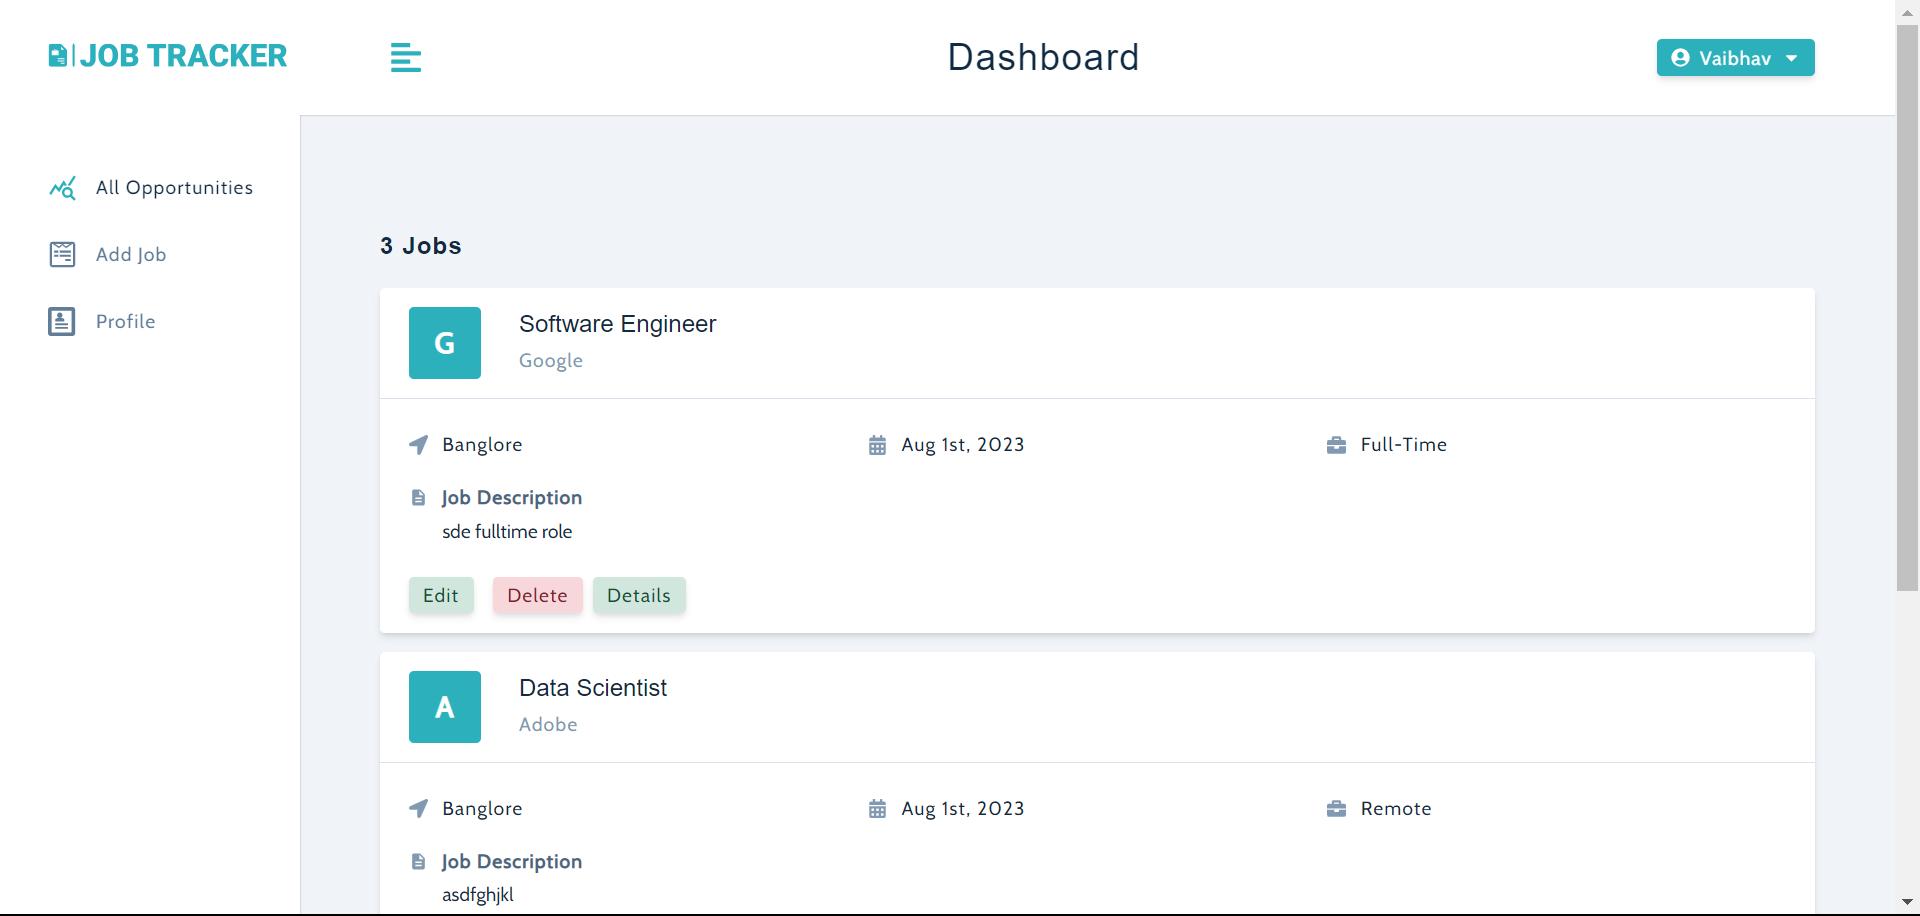 JOB TRACKER
Dashboard
Vaibhav
All Opportunities
Add Job
Profile
3 Jobs
G
Software Engineer
Google
Banglore
Aug 1st, 2023
Full-Time
Job Description
sde fulltime role
Edit
Delete
Details
A
Data Scientist
Adobe
Banglore
Aug 1st, 2023
Remote
Job Description
asdfghjkl